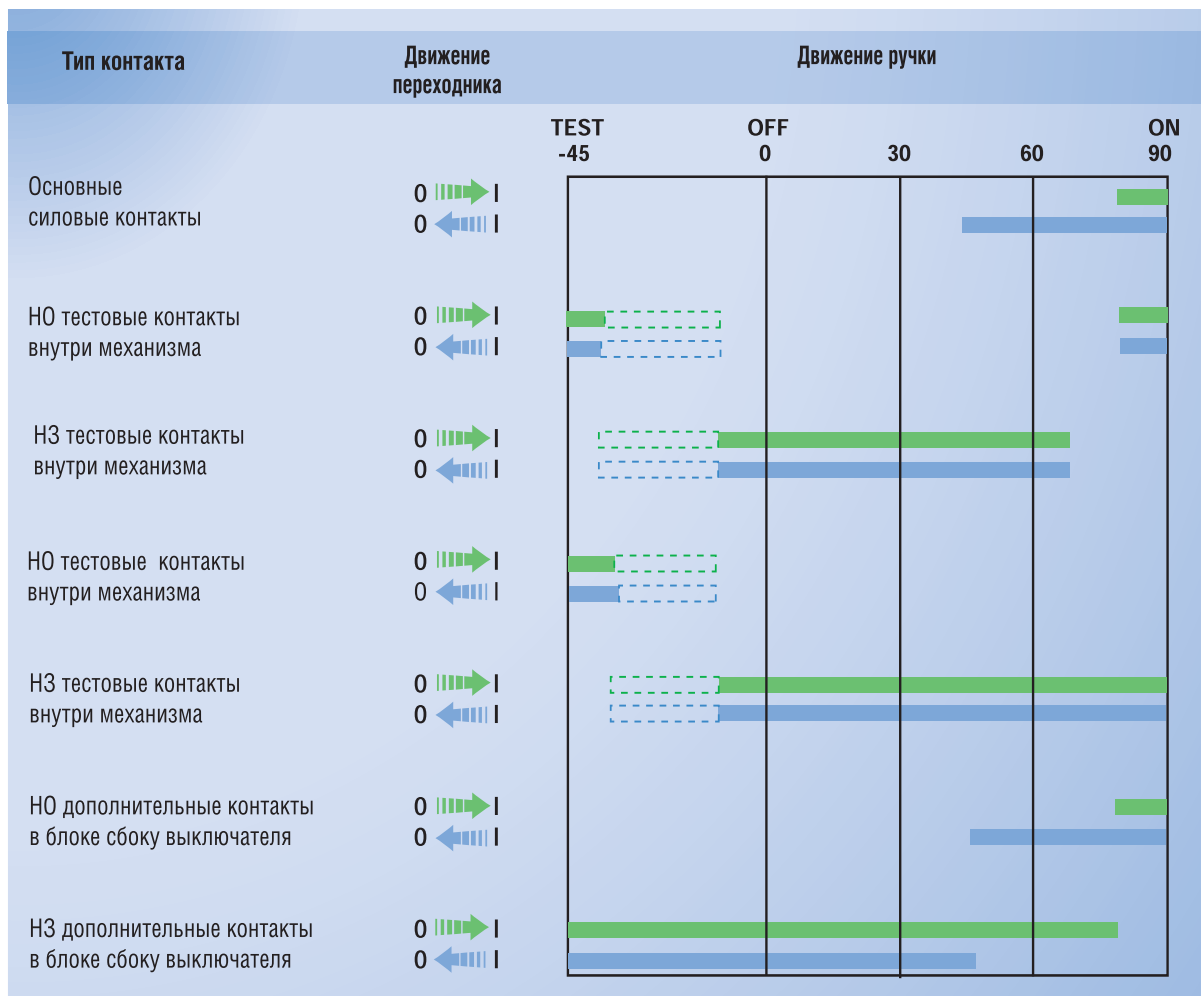 Тип контакта
Движение
переходника
Движение ручки
TEST OFF ON
-45 0 30 60 90
Основные
силовые контакты
0 I
0 I
НО тестовые контакты
внутри механизма
0 I
0 I
НЗ тестовые контакты
внутри механизма
0 I
0 I
НО тестовые контакты
внутри механизма
0 I
0 I
НЗ тестовые контакты
внутри механизма
0 I
0 I
НО дополнительные контакты
в блоке сбоку выключателя
0 I
0 I
НЗ дополнительные контакты
в блоке сбоку выключателя
0 I
0 I